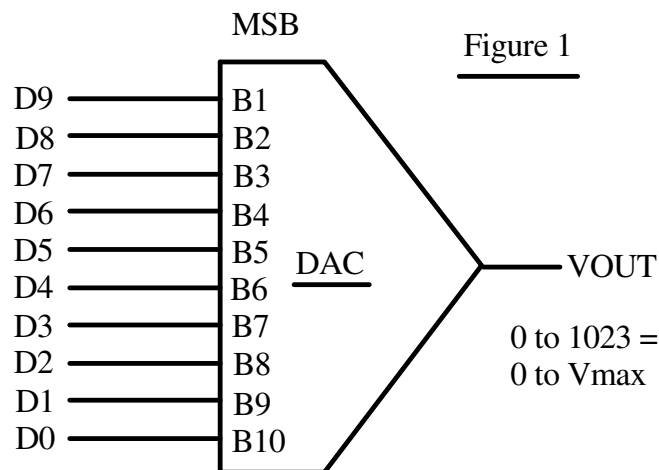 MSB
Figure 1
D9 B1
D8 B2
D7 B3
D6 B4
D5 B5
D4 B6
D3 B7
D2 B8
D1 B9
D0 B10
DAC
VOUT
0 to 1023 =
0 to Vmax